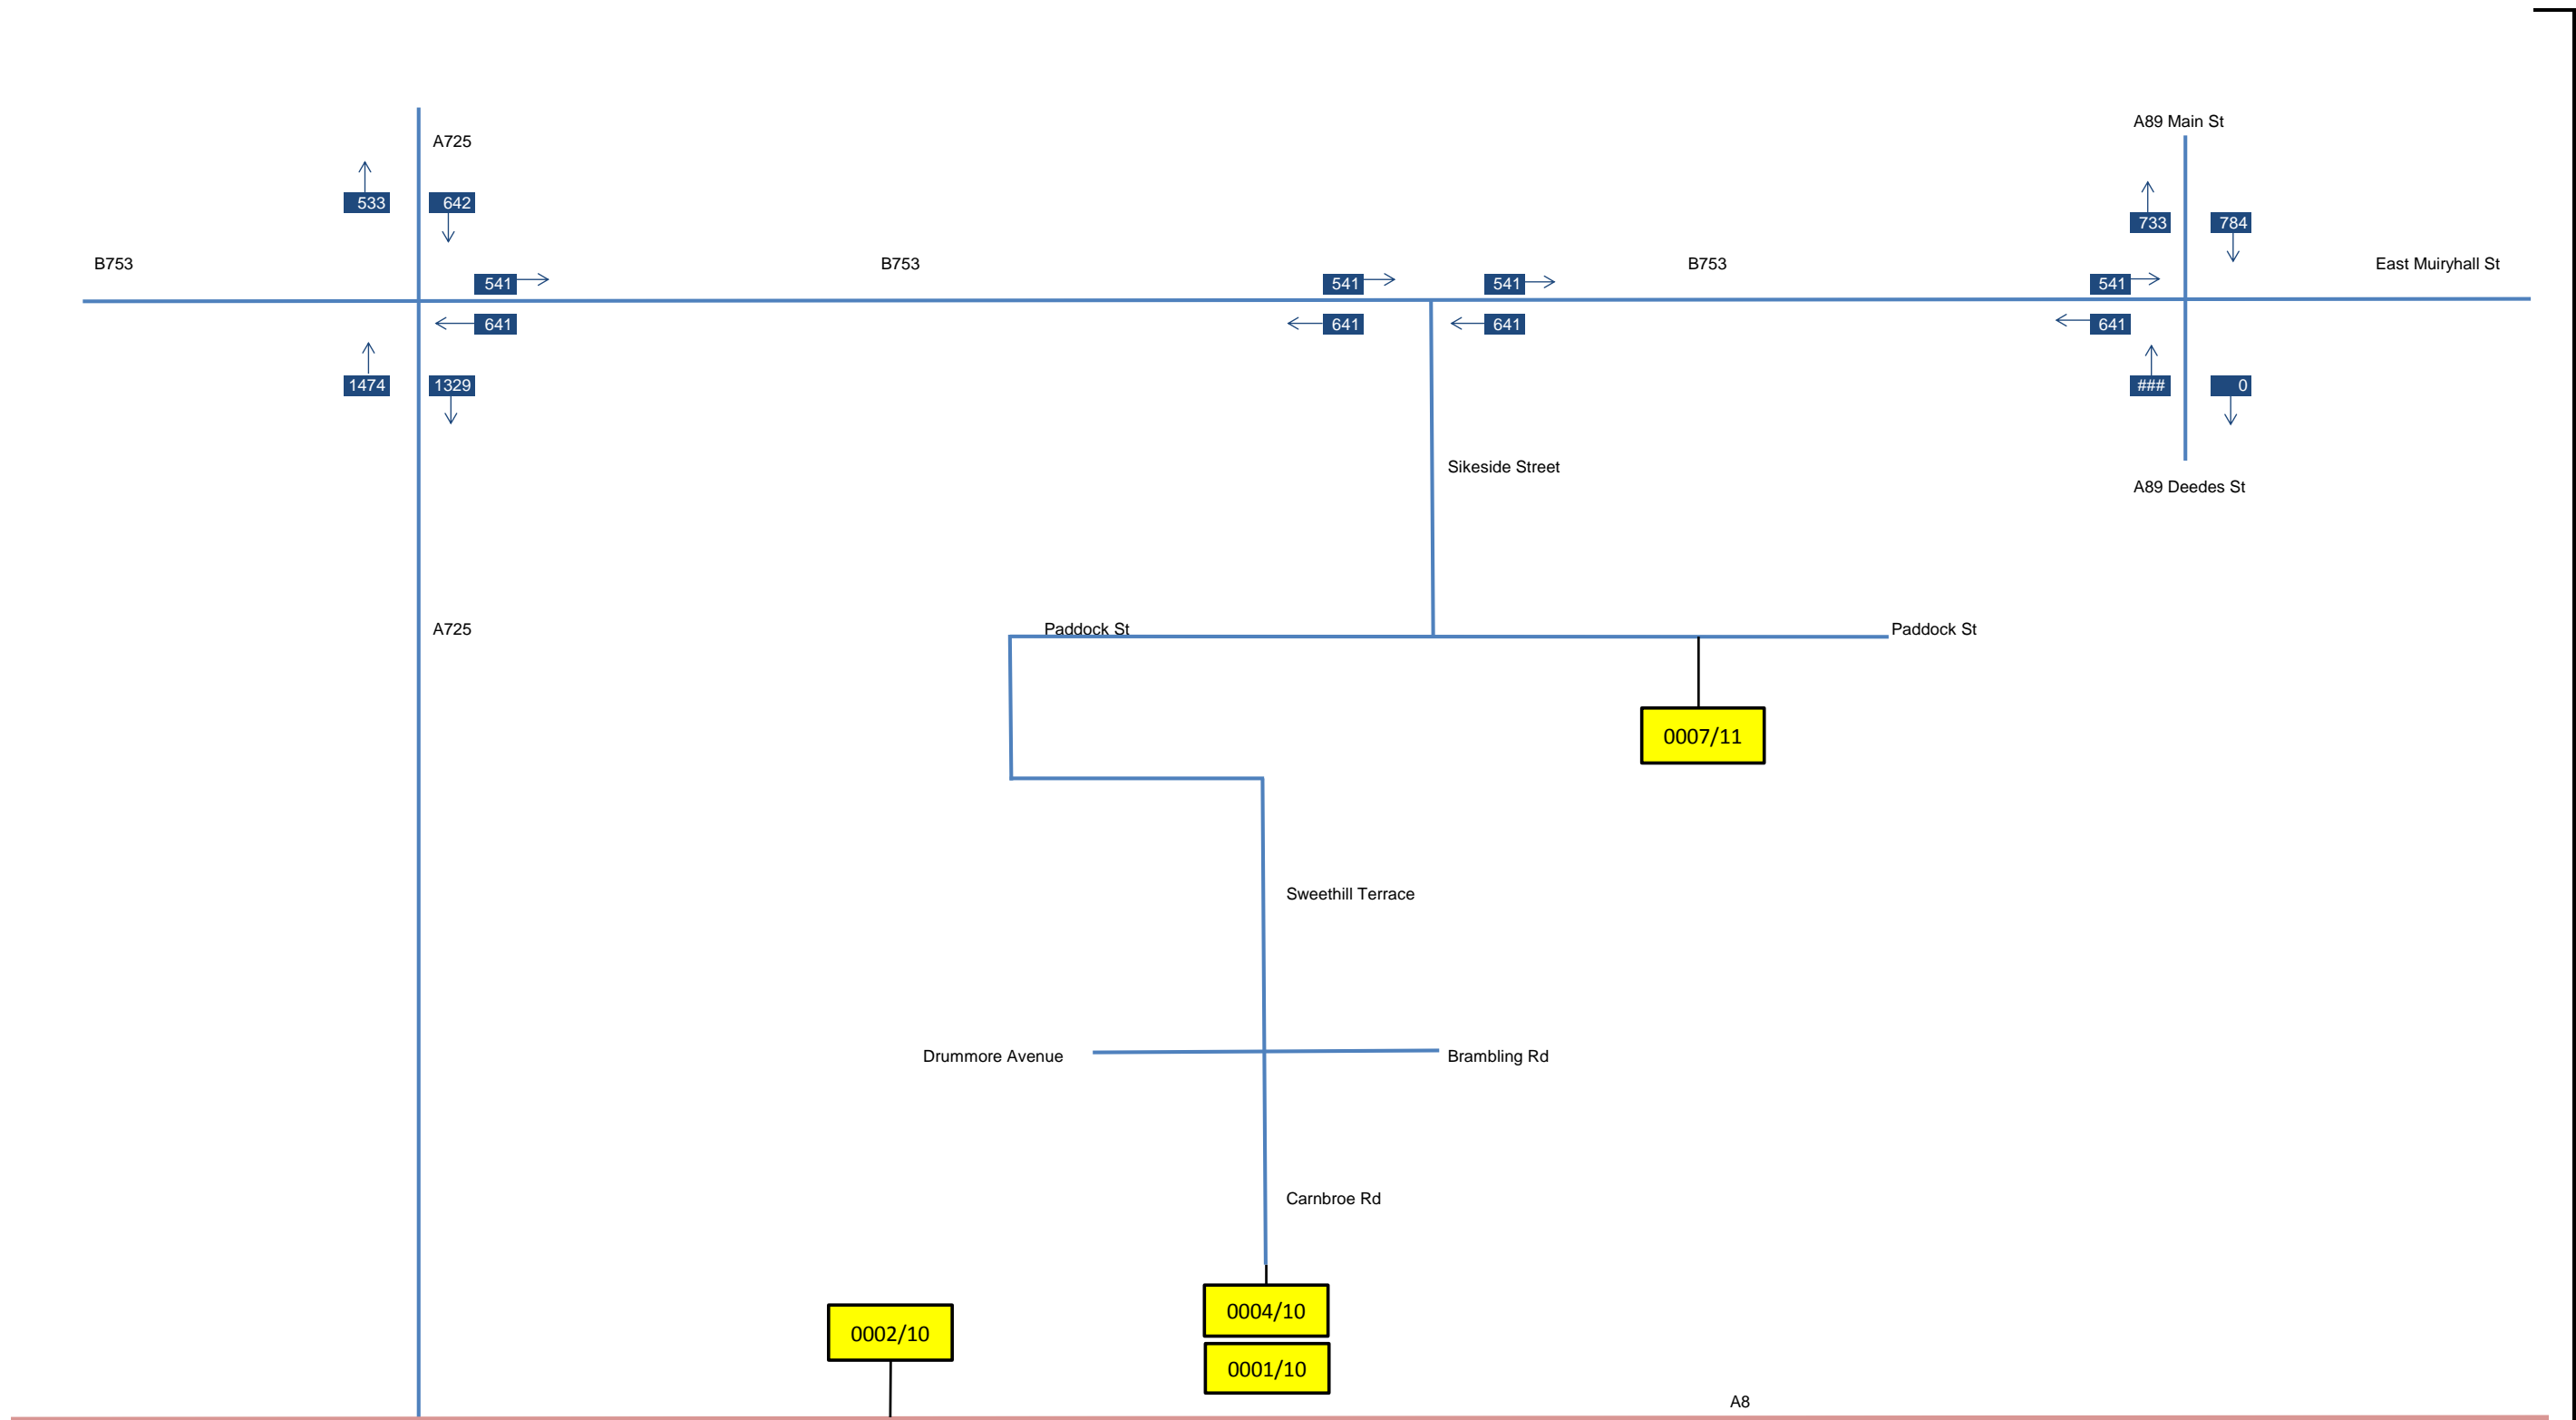 A89 Main St
A725
533
642
733
784
B753
B753
B753
East Muiryhall St
541
541
541
541
641
641
641
641
1474
1329
###
0
Sikeside Street
A89 Deedes St
A725
Paddock St
Paddock St
0007/11
Sweethill Terrace
Drummore Avenue
Brambling Rd
Carnbroe Rd
0004/10
0002/10
0001/10
A8